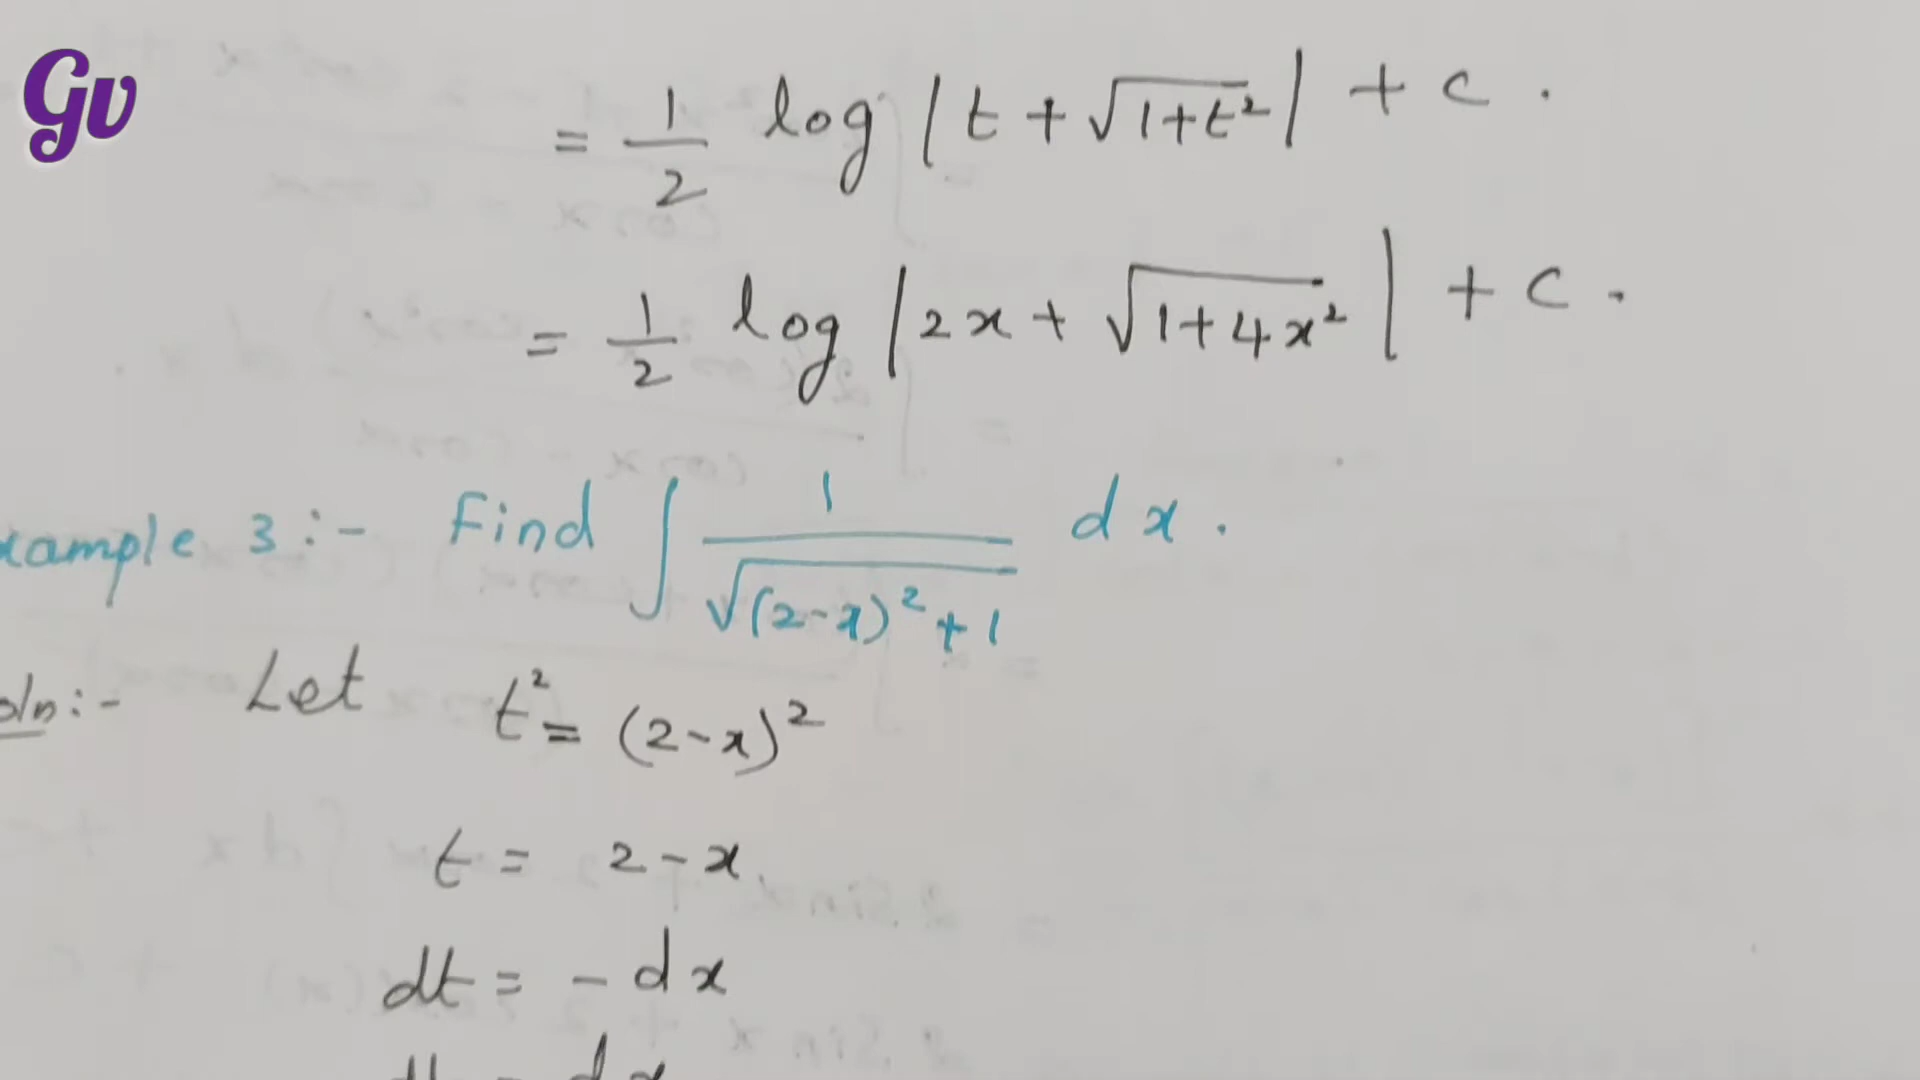 Gv
= 1/2 log |t + √(1+t²)| + c .
= 1/2 log |2x + √(1+4x²)| + c .
xample 3:- Find ∫ 1/√((2-x)²+1) dx .
oln:- Let t² = (2-x)²
t = 2-x.
dt = - dx